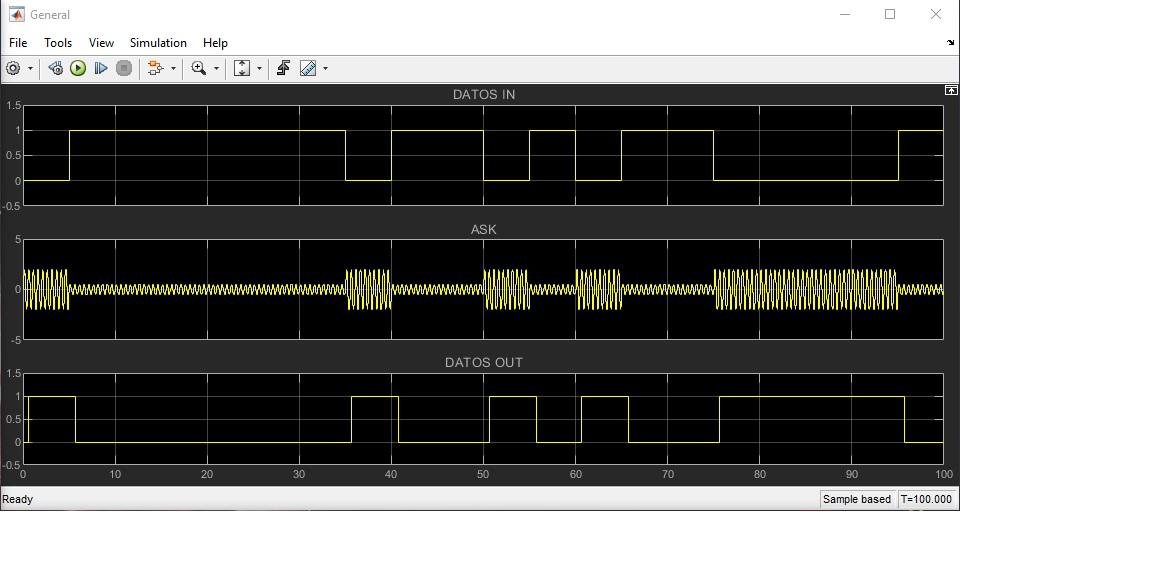 General
File Tools View Simulation Help
DATOS IN
1.5
1
0.5
0
-0.5
ASK
5
0
-5
DATOS OUT
1.5
1
0.5
0
-0.5
0 10 20 30 40 50 60 70 80 90 100
Ready Sample based T=100.000